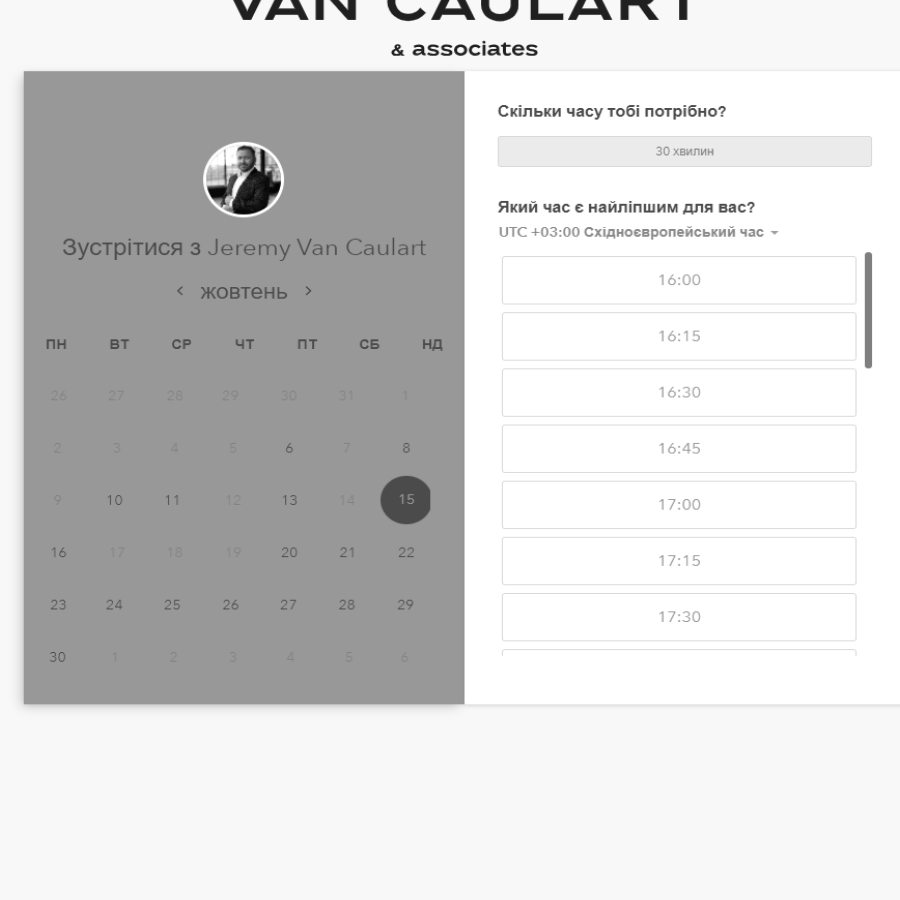 VAN CAULART
& associates
Зустрітися з Jeremy Van Caulart
жовтень
ПН ВТ СР ЧТ ПТ СБ НД
26 27 28 29 30 31 1
2 3 4 5 6 7 8
9 10 11 12 13 14 15
16 17 18 19 20 21 22
23 24 25 26 27 28 29
30 1 2 3 4 5 6
Скільки часу тобі потрібно?
30 хвилин
Який час є найліпшим для вас?
UTC +03:00 Східноєвропейський час
16:00
16:15
16:30
16:45
17:00
17:15
17:30